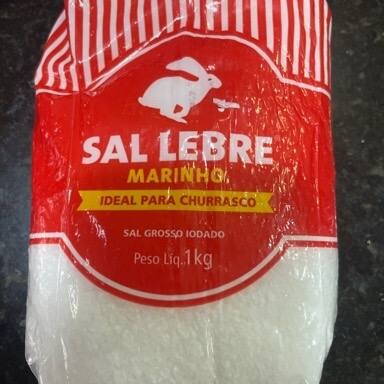 SAL LEBRE
MARINHO
IDEAL PARA CHURRASCO
SAL GROSSO IODADO
Peso Líq. 1kg